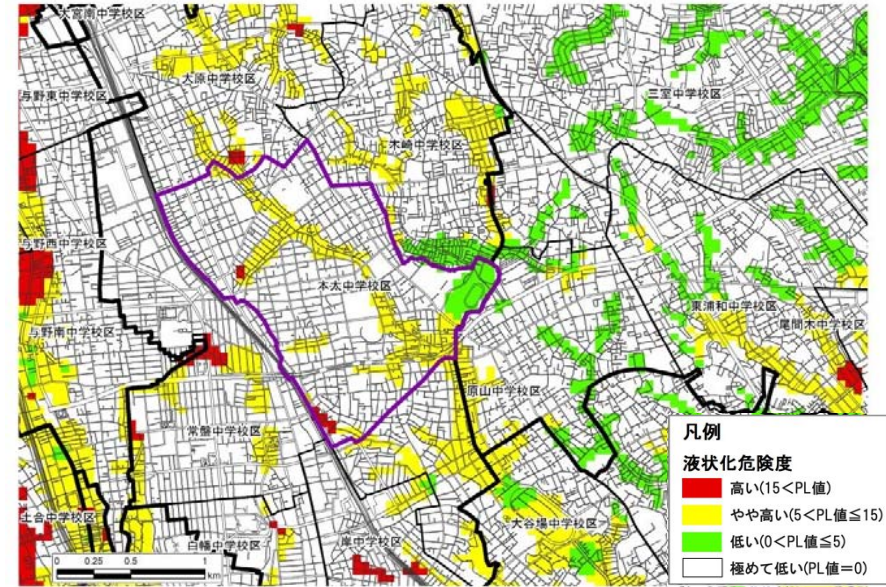 大宮南中学校区
大原中学校区
与野東中学校区
三室中学校区
木崎中学校区
与野西中学校区
本太中学校区
東浦和中学校区
尾間木中学校区
与野南中学校区
原山中学校区
常盤中学校区
土合中学校区
大谷場中学校区
白幡中学校区
岸中学校区
凡例
液状化危険度
高い(15<PL値)
やや高い(5<PL値≦15)
低い(0<PL値≦5)
極めて低い(PL値=0)
0 0.25 0.5 1
km